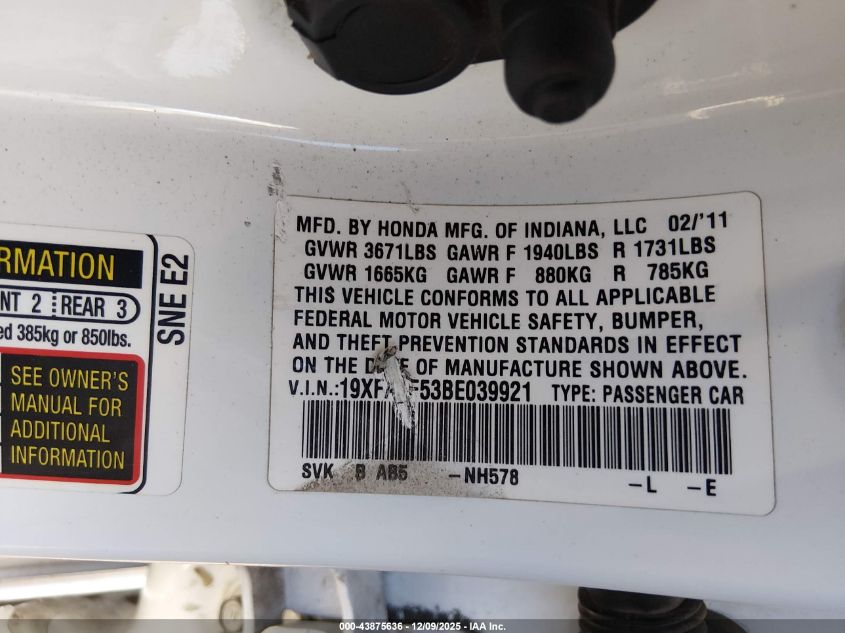 RMATION
NT 2 REAR 3
ed 385kg or 850lbs.
SEE OWNER'S
MANUAL FOR
ADDITIONAL
INFORMATION
SNE E2
MFD. BY HONDA MFG. OF INDIANA, LLC 02/'11
GVWR 3671LBS GAWR F 1940LBS R 1731LBS
GVWR 1665KG GAWR F 880KG R 785KG
THIS VEHICLE CONFORMS TO ALL APPLICABLE
FEDERAL MOTOR VEHICLE SAFETY, BUMPER,
AND THEFT PREVENTION STANDARDS IN EFFECT
ON THE OF MANUFACTURE SHOWN ABOVE.
V.I.N.: TYPE: PASSENGER CAR
SVK B AB5 -NH578
-L -E
000-43875636 - 12/09/2025 - IAA Inc.